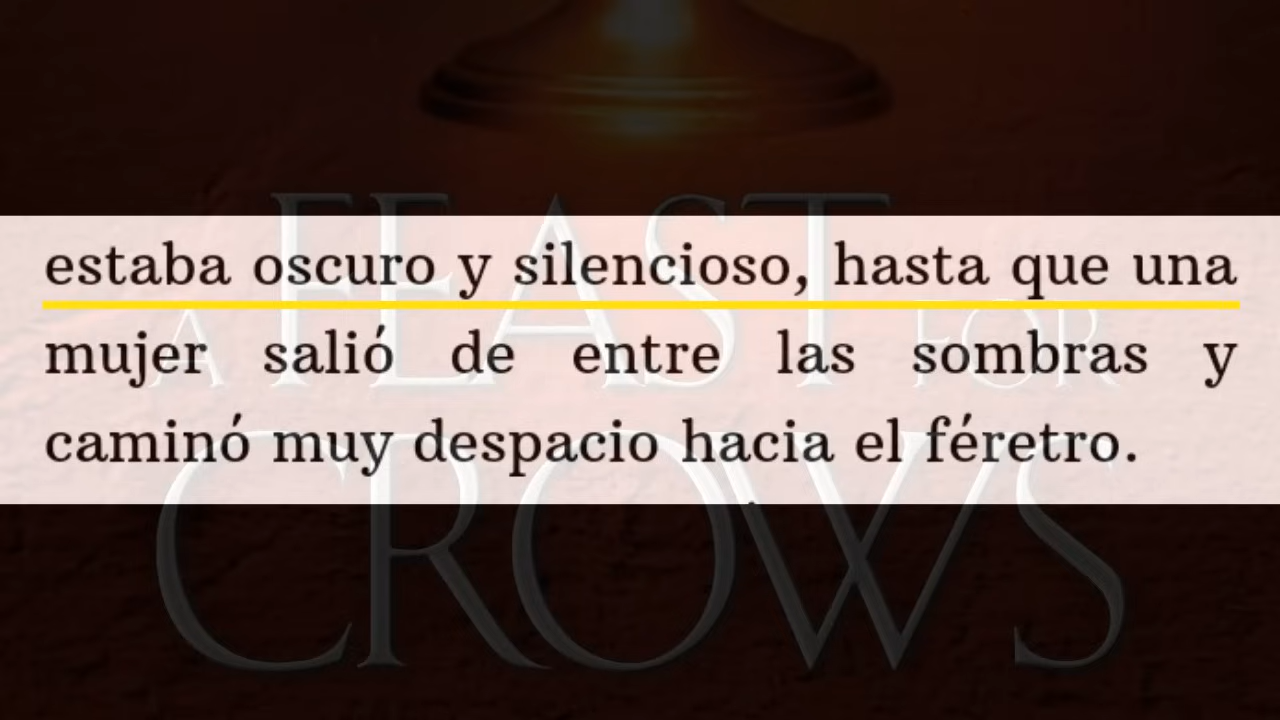 FEAST
estaba oscuro y silencioso, hasta que una
A FOR
mujer salió de entre las sombras y
caminó muy despacio hacia el féretro.
CROWS